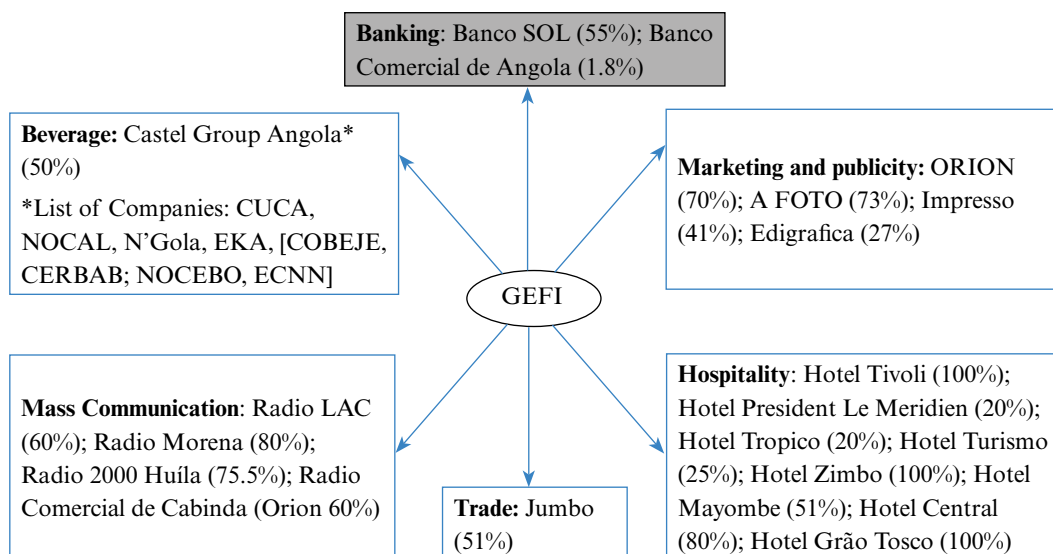 Banking: Banco SOL (55%); Banco
Comercial de Angola (1.8%)
Beverage: Castel Group Angola*
(50%)
*List of Companies: CUCA,
NOCAL, N’Gola, EKA, [COBEJE,
CERBAB; NOCEBO, ECNN]
Marketing and publicity: ORION
(70%); A FOTO (73%); Impresso
(41%); Edigrafica (27%)
GEFI
Mass Communication: Radio LAC
(60%); Radio Morena (80%);
Radio 2000 Huíla (75.5%); Radio
Comercial de Cabinda (Orion 60%)
Trade: Jumbo
(51%)
Hospitality: Hotel Tivoli (100%);
Hotel President Le Meridien (20%);
Hotel Tropico (20%); Hotel Turismo
(25%); Hotel Zimbo (100%); Hotel
Mayombe (51%); Hotel Central
(80%); Hotel Grão Tosco (100%)